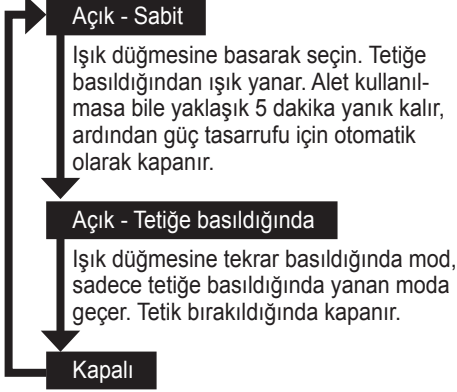 Açık - Sabit
Işık düğmesine basarak seçin. Tetiğe
basıldığından ışık yanar. Alet kullanıl-
masa bile yaklaşık 5 dakika yanık kalır,
ardından güç tasarrufu için otomatik
olarak kapanır.
Açık - Tetiğe basıldığında
Işık düğmesine tekrar basıldığında mod,
sadece tetiğe basıldığında yanan moda
geçer. Tetik bırakıldığında kapanır.
Kapalı